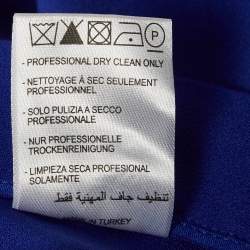 P
- PROFESSIONAL DRY CLEAN ONLY
- NETTOYAGE À SEC SEULEMENT
PROFESSIONNEL
- SOLO PULIZIA A SECCO
PROFESSIONALE
- NUR PROFESSIONELLE
TROCKENREINIGUNG
- LIMPIEZA SECA PROFESIONAL
SOLAMENTE
تنظيف جاف المهنية فقط
IN TURKEY